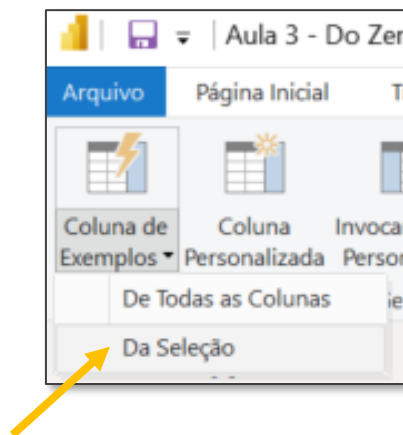 Aula 3 - Do Zer
Arquivo Página Inicial T
Coluna de Exemplos
Coluna Personalizada
Invoca Person
De Todas as Colunas
Da Seleção